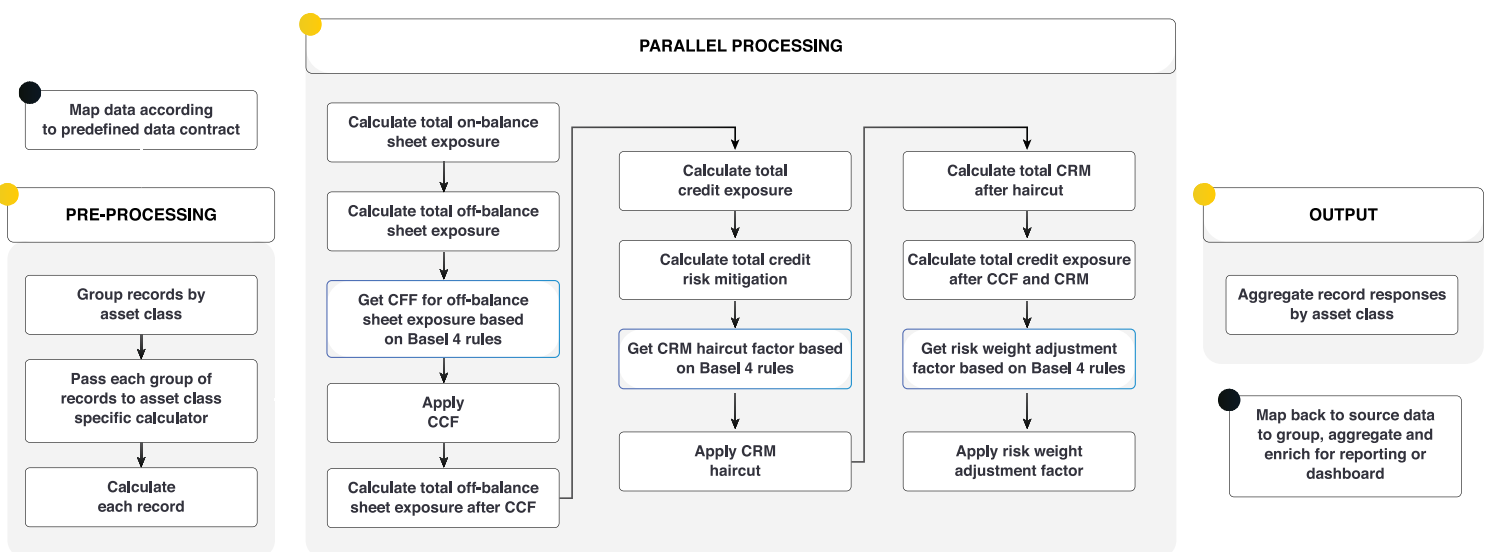 Map data according
to predefined data contract
PRE-PROCESSING
Group records by
asset class
Pass each group of
records to asset class
specific calculator
Calculate
each record
PARALLEL PROCESSING
Calculate total on-balance
sheet exposure
Calculate total off-balance
sheet exposure
Get CFF for off-balance
sheet exposure based
on Basel 4 rules
Apply
CCF
Calculate total off-balance
sheet exposure after CCF
Calculate total
credit exposure
Calculate total credit
risk mitigation
Get CRM haircut factor based
on Basel 4 rules
Apply CRM
haircut
Calculate total CRM
after haircut
Calculate total credit exposure
after CCF and CRM
Get risk weight adjustment
factor based on Basel 4 rules
Apply risk weight
adjustment factor
OUTPUT
Aggregate record responses
by asset class
Map back to source data
to group, aggregate and
enrich for reporting or
dashboard